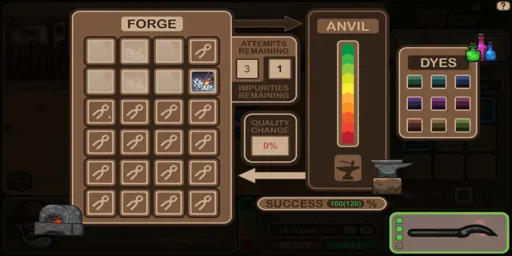 ?
FORGE
ANVIL
ATTEMPTS
REMAINING
3 1
IMPURITIES
REMAINING
DYES
QUALITY
CHANGE
0%
SUCCESS 100(120) %